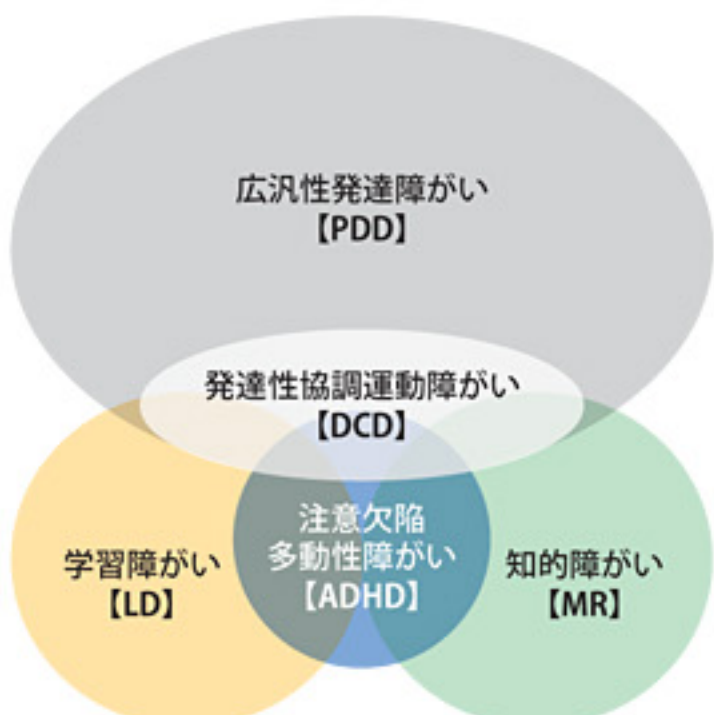 広汎性発達障がい
【PDD】
発達性協調運動障がい
【DCD】
注意欠陥
多動性障がい
【ADHD】
学習障がい
【LD】
知的障がい
【MR】